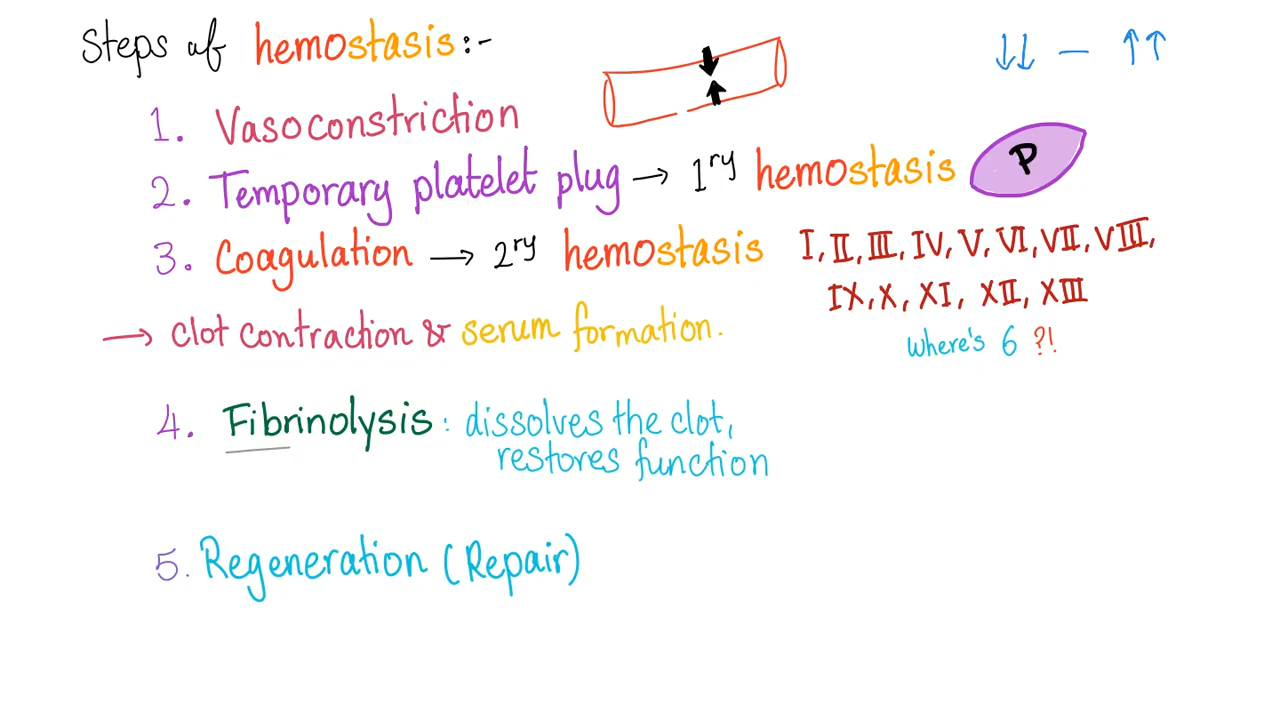 Steps of hemostasis:-
↓↓ — ↑↑
1. Vasoconstriction
2. Temporary platelet plug → 1ry hemostasis
P
3. Coagulation → 2ry hemostasis
I, II, III, IV, V, VI, VII, VIII,
IX, X, XI, XII, XIII
where's 6 ?!
→ clot contraction & serum formation.
4. Fibrinolysis: dissolves the clot,
restores function
5. Regeneration (Repair)